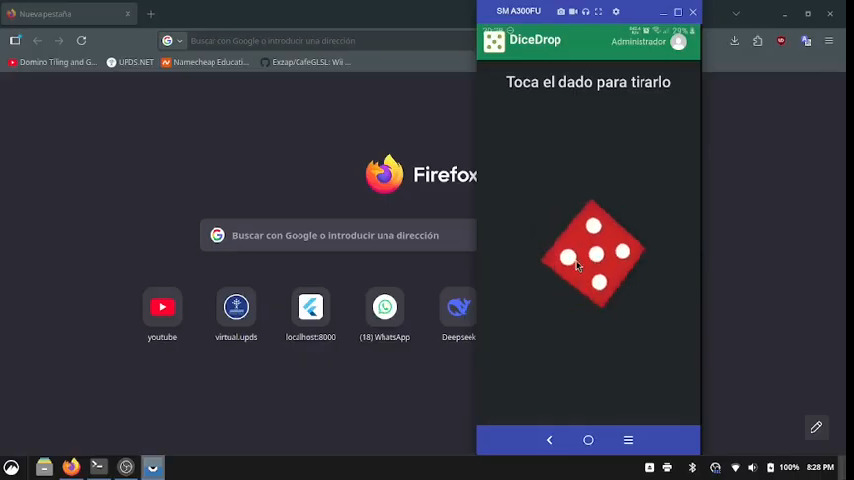 Nueva pestaña
SM A300FU
Buscar con Google o introducir una dirección
DiceDrop
Administrador
29%
Domino Tiling and G...
UPDS.NET
Namecheap Educati...
Exzap/CafeGLSL: Wii ...
Toca el dado para tirarlo
Firefox
Buscar con Google o introducir una dirección
youtube
virtual.upds
localhost:8000
(18) WhatsApp
Deepseek
100%
8:28 PM